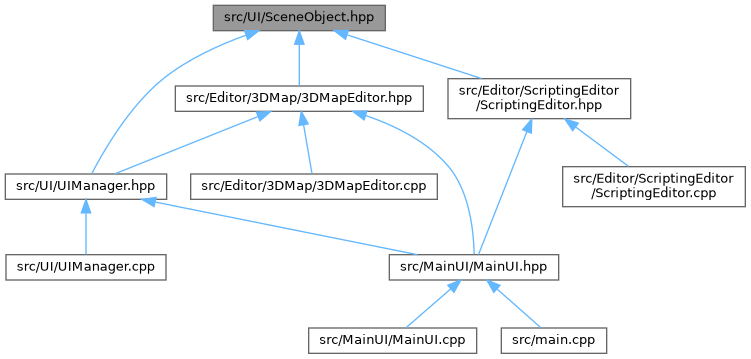 src/UI/SceneObject.hpp
src/Editor/3DMap/3DMapEditor.hpp
src/Editor/ScriptingEditor
/ScriptingEditor.hpp
src/UI/UIManager.hpp
src/Editor/3DMap/3DMapEditor.cpp
src/Editor/ScriptingEditor
/ScriptingEditor.cpp
src/UI/UIManager.cpp
src/MainUI/MainUI.hpp
src/MainUI/MainUI.cpp
src/main.cpp